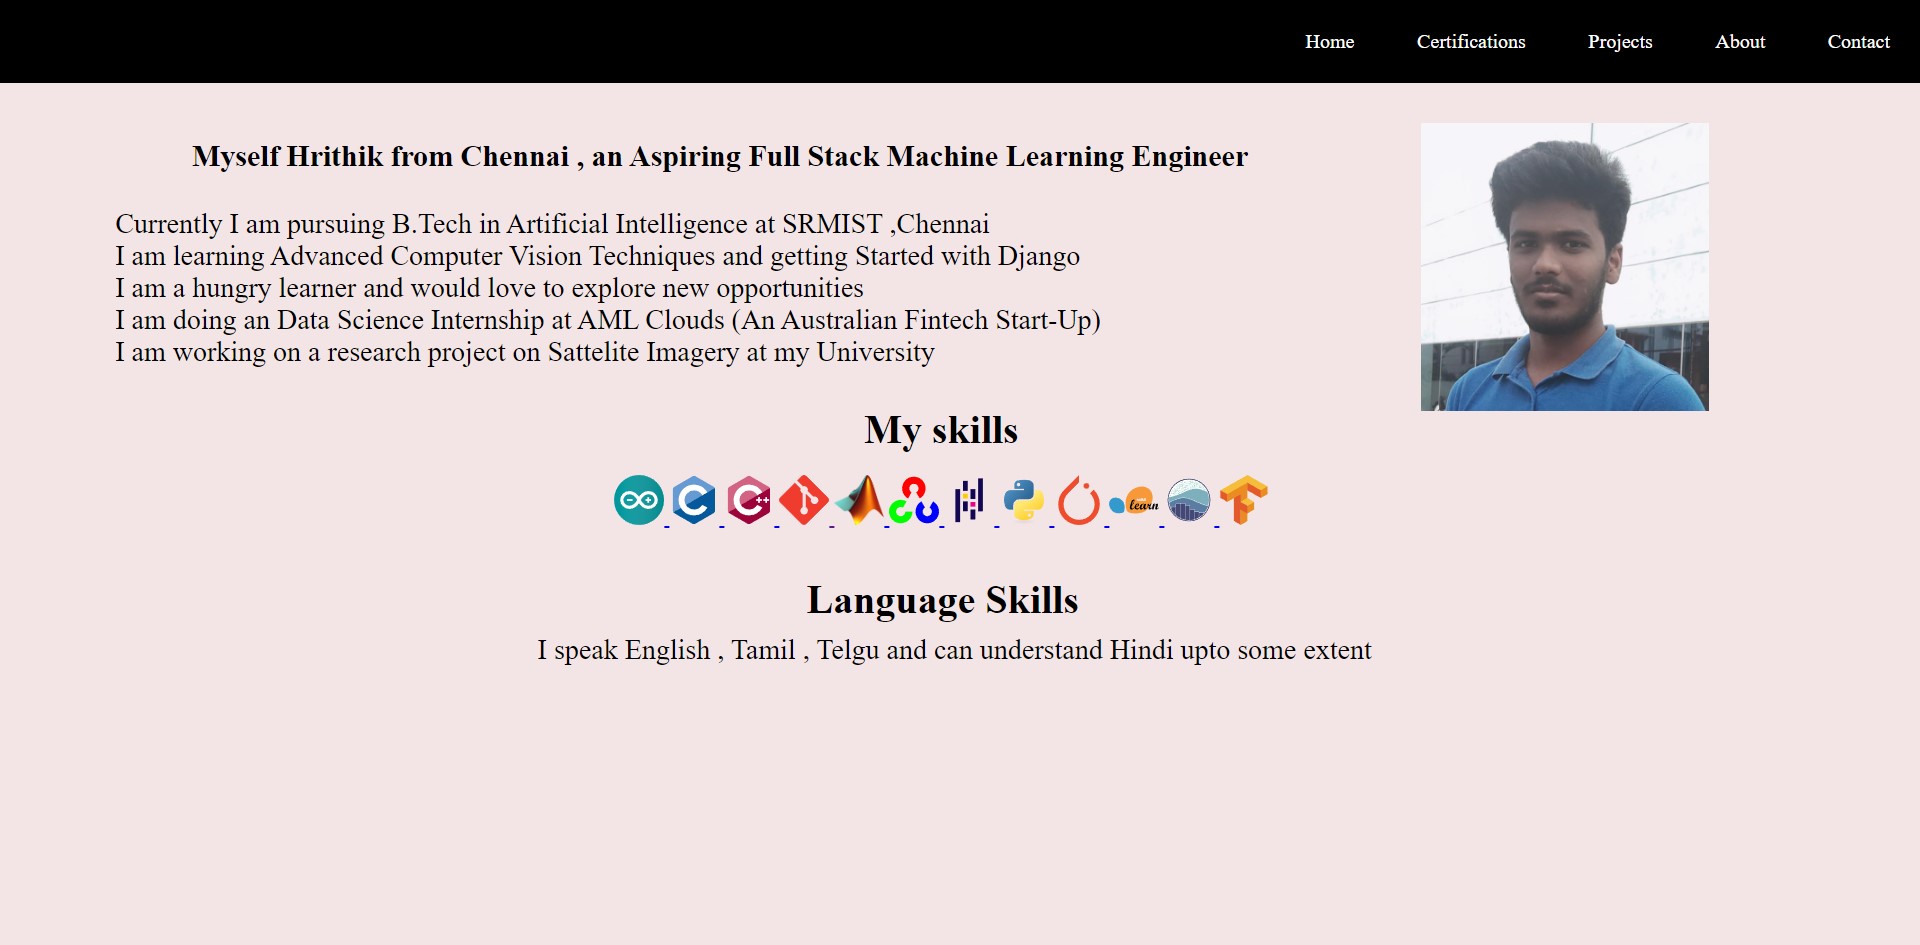 Home Certifications Projects About Contact
Myself Hrithik from Chennai , an Aspiring Full Stack Machine Learning Engineer
Currently I am pursuing B.Tech in Artificial Intelligence at SRMIST ,Chennai
I am learning Advanced Computer Vision Techniques and getting Started with Django
I am a hungry learner and would love to explore new opportunities
I am doing an Data Science Internship at AML Clouds (An Australian Fintech Start-Up)
I am working on a research project on Sattelite Imagery at my University
My skills
C C++ learn
Language Skills
I speak English , Tamil , Telgu and can understand Hindi upto some extent